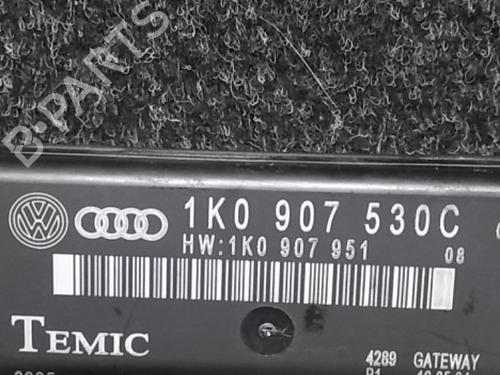 B-PARTS
1K0 907 530C
HW:1K0 907 951 08
TEMIC
4289 GATEWAY